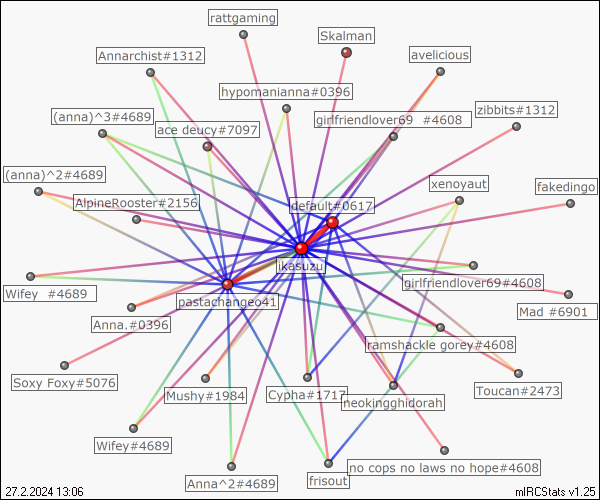 rattgaming
Skalman
Annarchist#1312
avelicious
hypomanianna#0396
zibbits#1312
(anna)^3#4689
ace deucy#7097
girlfriendlover69 #4608
(anna)^2#4689
xenoyaut
fakedingo
AlpineRooster#2156
default#0617
ikasuzu
Wifey #4689
pastachangeo41
girlfriendlover69#4608
Mad #6901
Anna.#0396
ramshackle gorey#4608
Soxy Foxy#5076
Mushy#1984
Cypha#1717
neokingghidorah
Toucan#2473
Wifey#4689
Anna^2#4689
frisout
no cops no laws no hope#4608
27.2.2024 13:06
mIRCStats v1.25